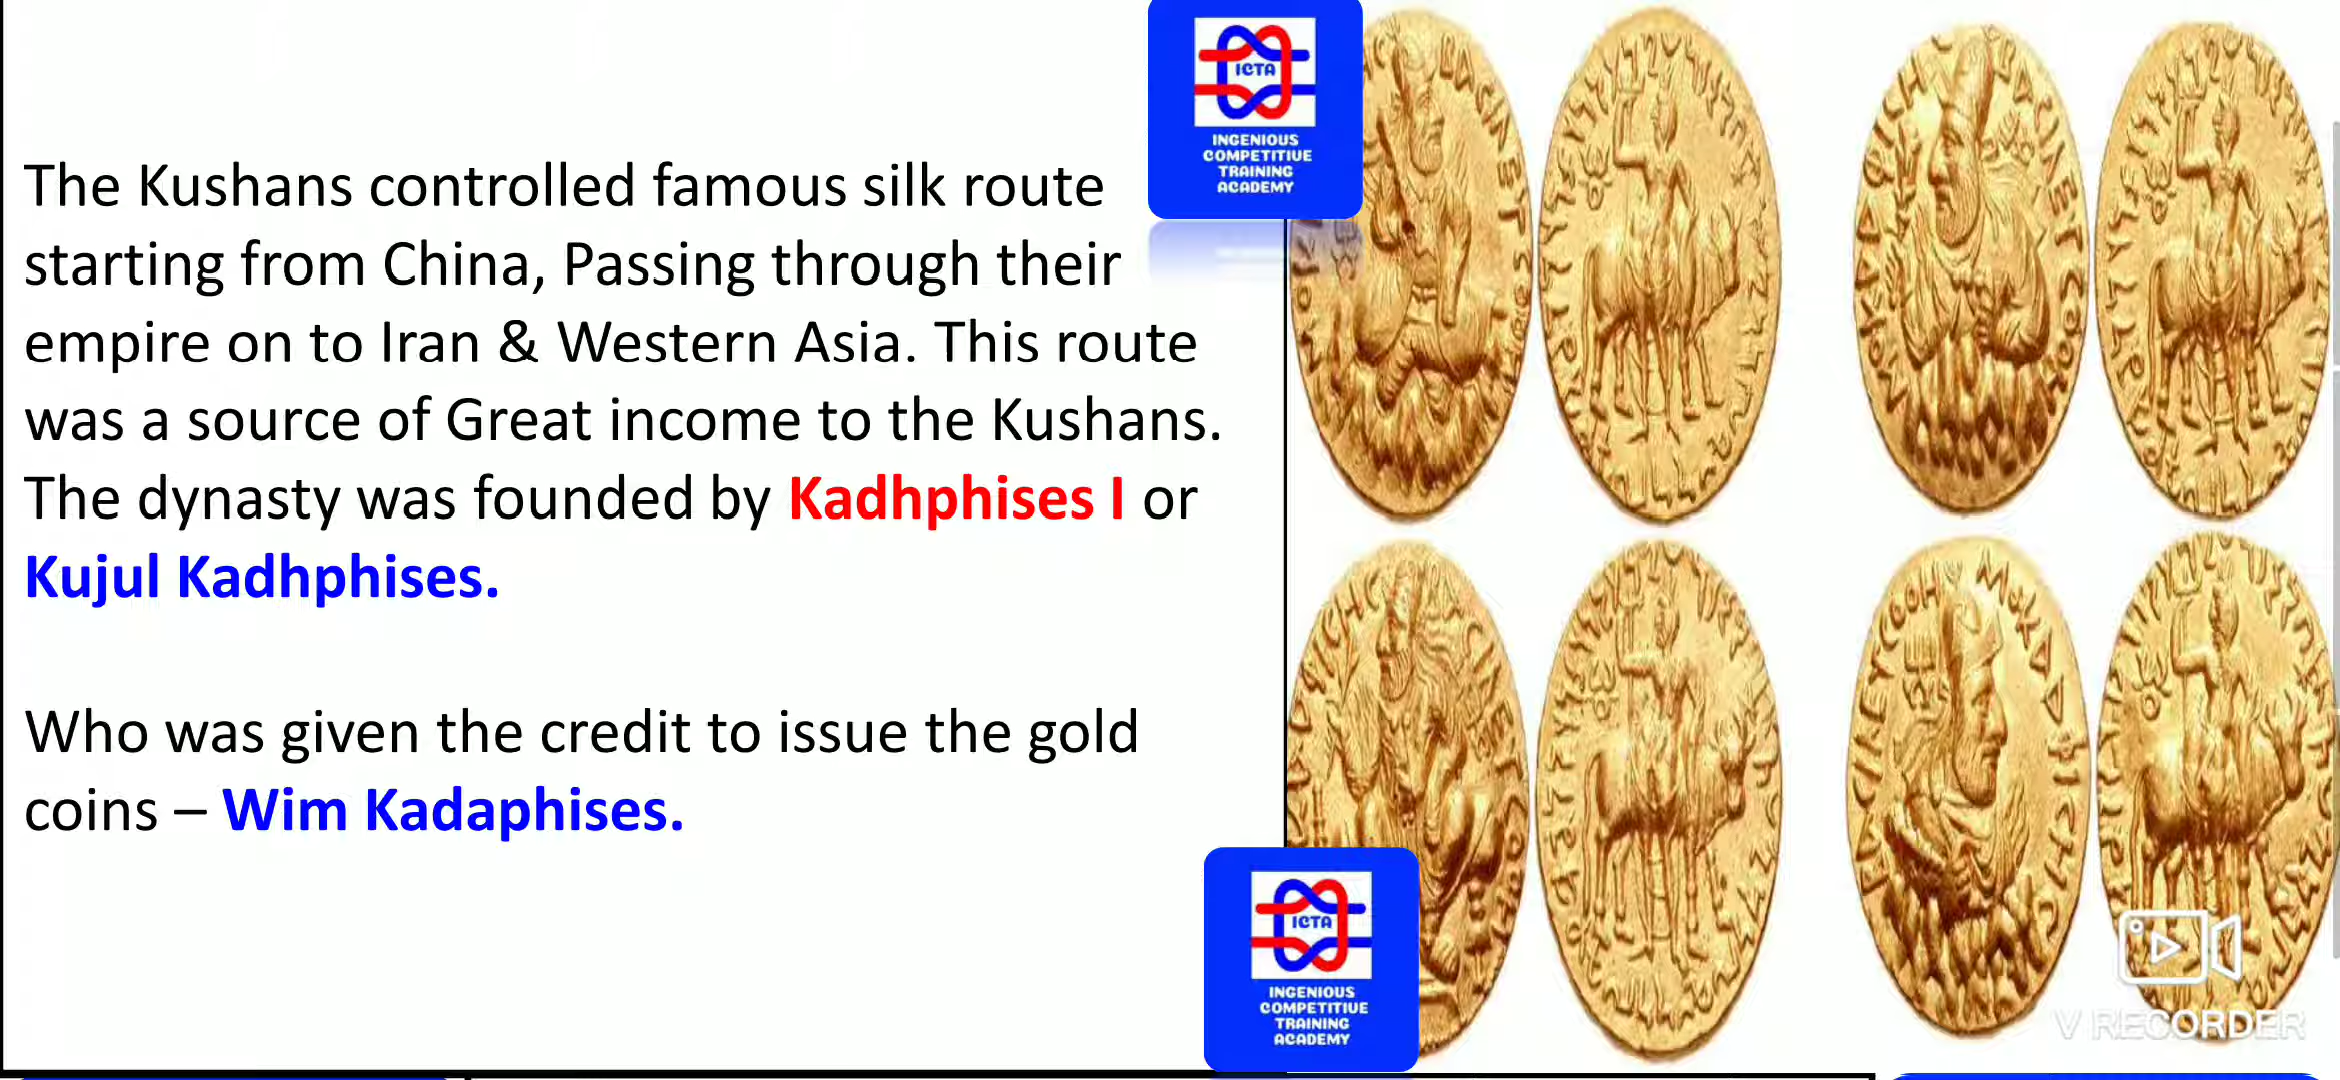 The Kushans controlled famous silk route
starting from China, Passing through their
empire on to Iran & Western Asia. This route
was a source of Great income to the Kushans.
The dynasty was founded by Kadhphises I or
Kujul Kadhphises.
Who was given the credit to issue the gold
coins – Wim Kadaphises.
ICTA
INGENIOUS
COMPETITIUE
TRAINING
ACADEMY
ICTA
INGENIOUS
COMPETITIUE
TRAINING
ACADEMY
V RECORDER